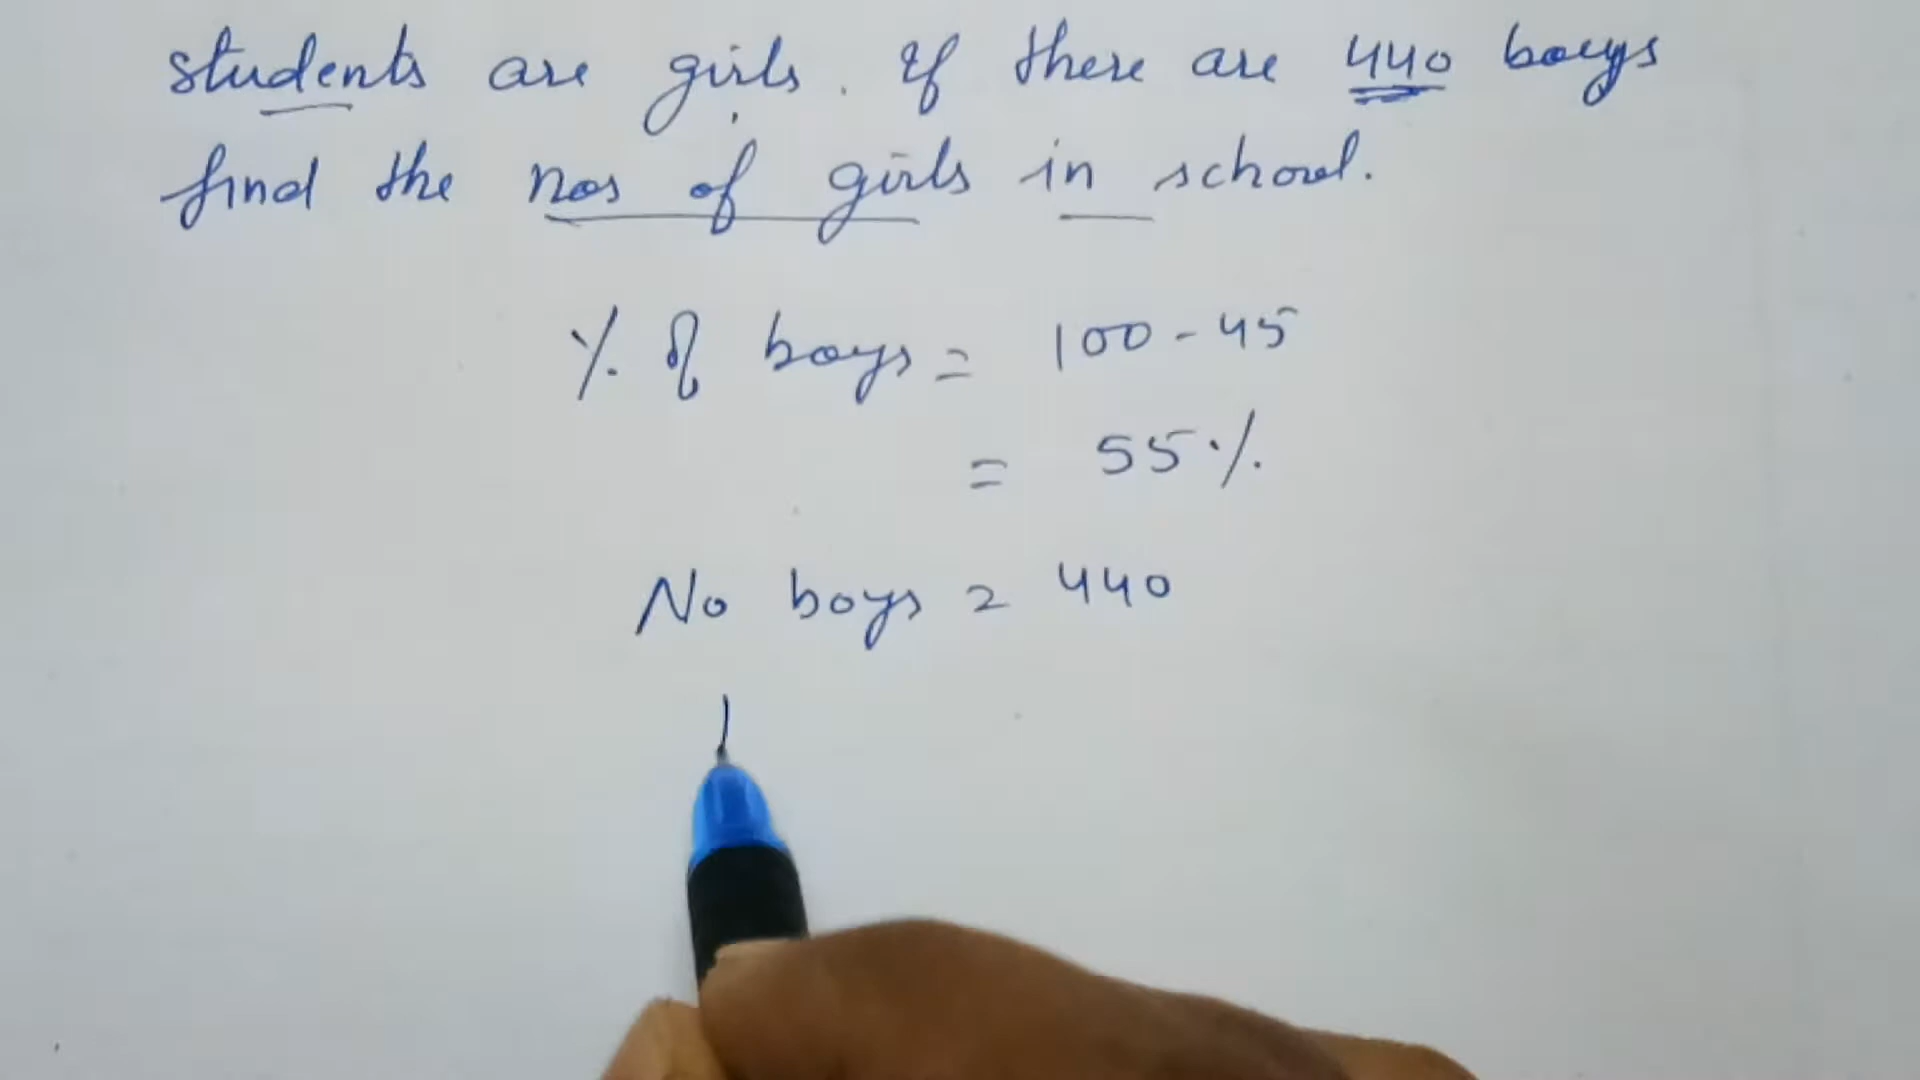 students are girls. If there are 440 boys
find the nos of girls in school.
% of boys = 100 - 45
= 55%
No boys = 440